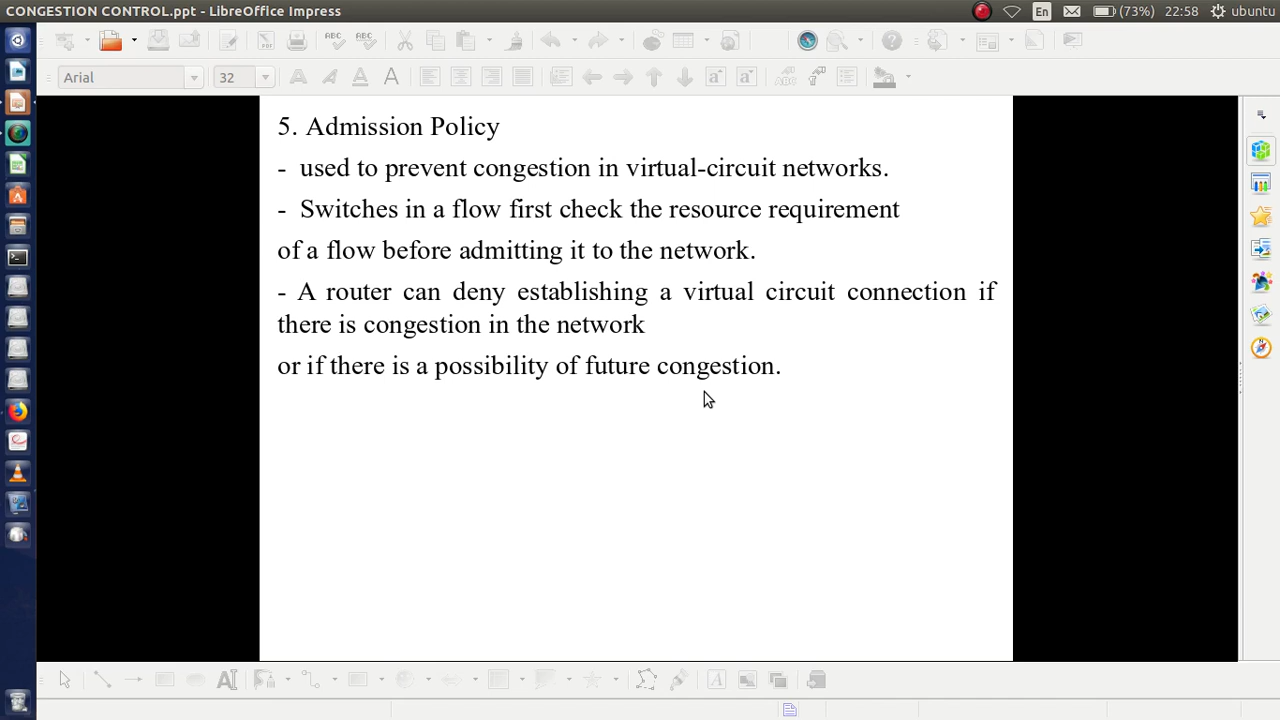 CONGESTION CONTROL.ppt - LibreOffice Impress
En
(73%)
22:58
ubuntu
Arial
32
5. Admission Policy
- used to prevent congestion in virtual-circuit networks.
- Switches in a flow first check the resource requirement
of a flow before admitting it to the network.
- A router can deny establishing a virtual circuit connection if
there is congestion in the network
or if there is a possibility of future congestion.